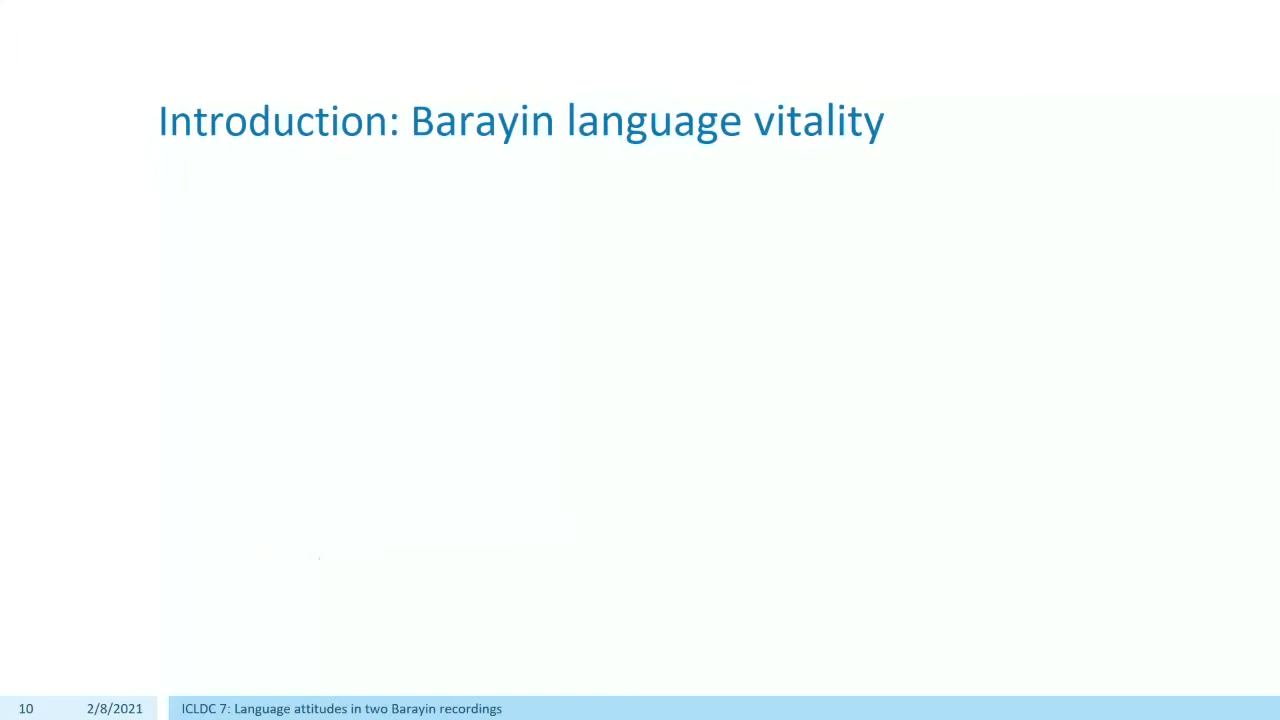 Introduction: Barayin language vitality
10 2/8/2021 ICLDC 7: Language attitudes in two Barayin recordings